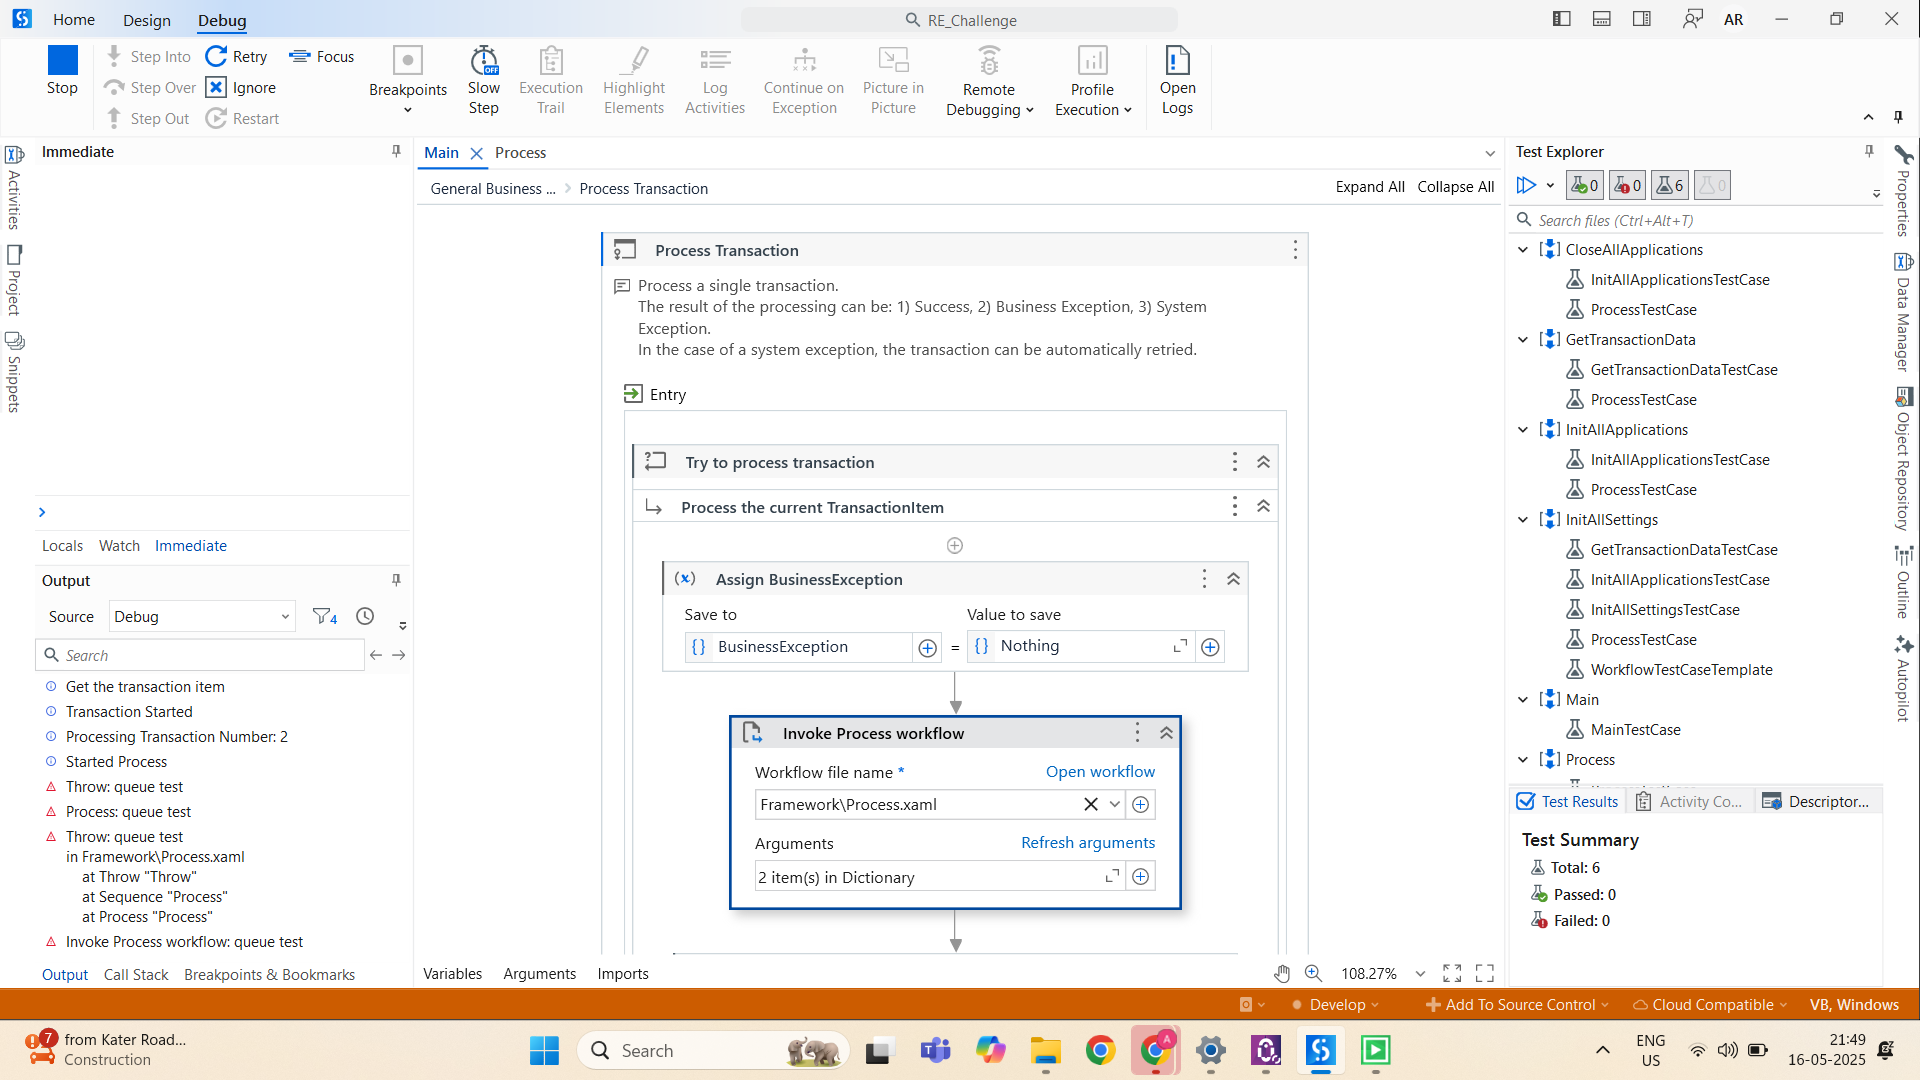 Home
Design
Debug
RE_Challenge
AR
Stop
Step Into
Step Over
Step Out
Retry
Ignore
Restart
Focus
Breakpoints
Slow
Step
OFF
Execution
Trail
Highlight
Elements
Log
Activities
Continue on
Exception
Picture in
Picture
Remote
Debugging
Profile
Execution
Open
Logs
Activities
Project
Snippets
Immediate
Locals
Watch
Immediate
Output
Source
Debug
4
Search
Get the transaction item
Transaction Started
Processing Transaction Number: 2
Started Process
Throw: queue test
Process: queue test
Throw: queue test
in Framework\Process.xaml
at Throw "Throw"
at Sequence "Process"
at Process "Process"
Invoke Process workflow: queue test
Output
Call Stack
Breakpoints & Bookmarks
Main
Process
General Business ...
Process Transaction
Expand All
Collapse All
Process Transaction
Process a single transaction.
The result of the processing can be: 1) Success, 2) Business Exception, 3) System
Exception.
In the case of a system exception, the transaction can be automatically retried.
Entry
Try to process transaction
Process the current TransactionItem
Assign BusinessException
Save to
Value to save
BusinessException
=
Nothing
Invoke Process workflow
Workflow file name *
Open workflow
Framework\Process.xaml
Arguments
Refresh arguments
2 item(s) in Dictionary
Variables
Arguments
Imports
108.27%
Test Explorer
0
0
6
0
Search files (Ctrl+Alt+T)
CloseAllApplications
InitAllApplicationsTestCase
ProcessTestCase
GetTransactionData
GetTransactionDataTestCase
ProcessTestCase
InitAllApplications
InitAllApplicationsTestCase
ProcessTestCase
InitAllSettings
GetTransactionDataTestCase
InitAllApplicationsTestCase
InitAllSettingsTestCase
ProcessTestCase
WorkflowTestCaseTemplate
Main
MainTestCase
Process
Test Results
Activity Co...
Descriptor...
Test Summary
Total: 6
Passed: 0
Failed: 0
Properties
Data Manager
Object Repository
Outline
Autopilot
Develop
Add To Source Control
Cloud Compatible
VB, Windows
7
from Kater Road...
Construction
Search
A
ENG
US
21:49
16-05-2025